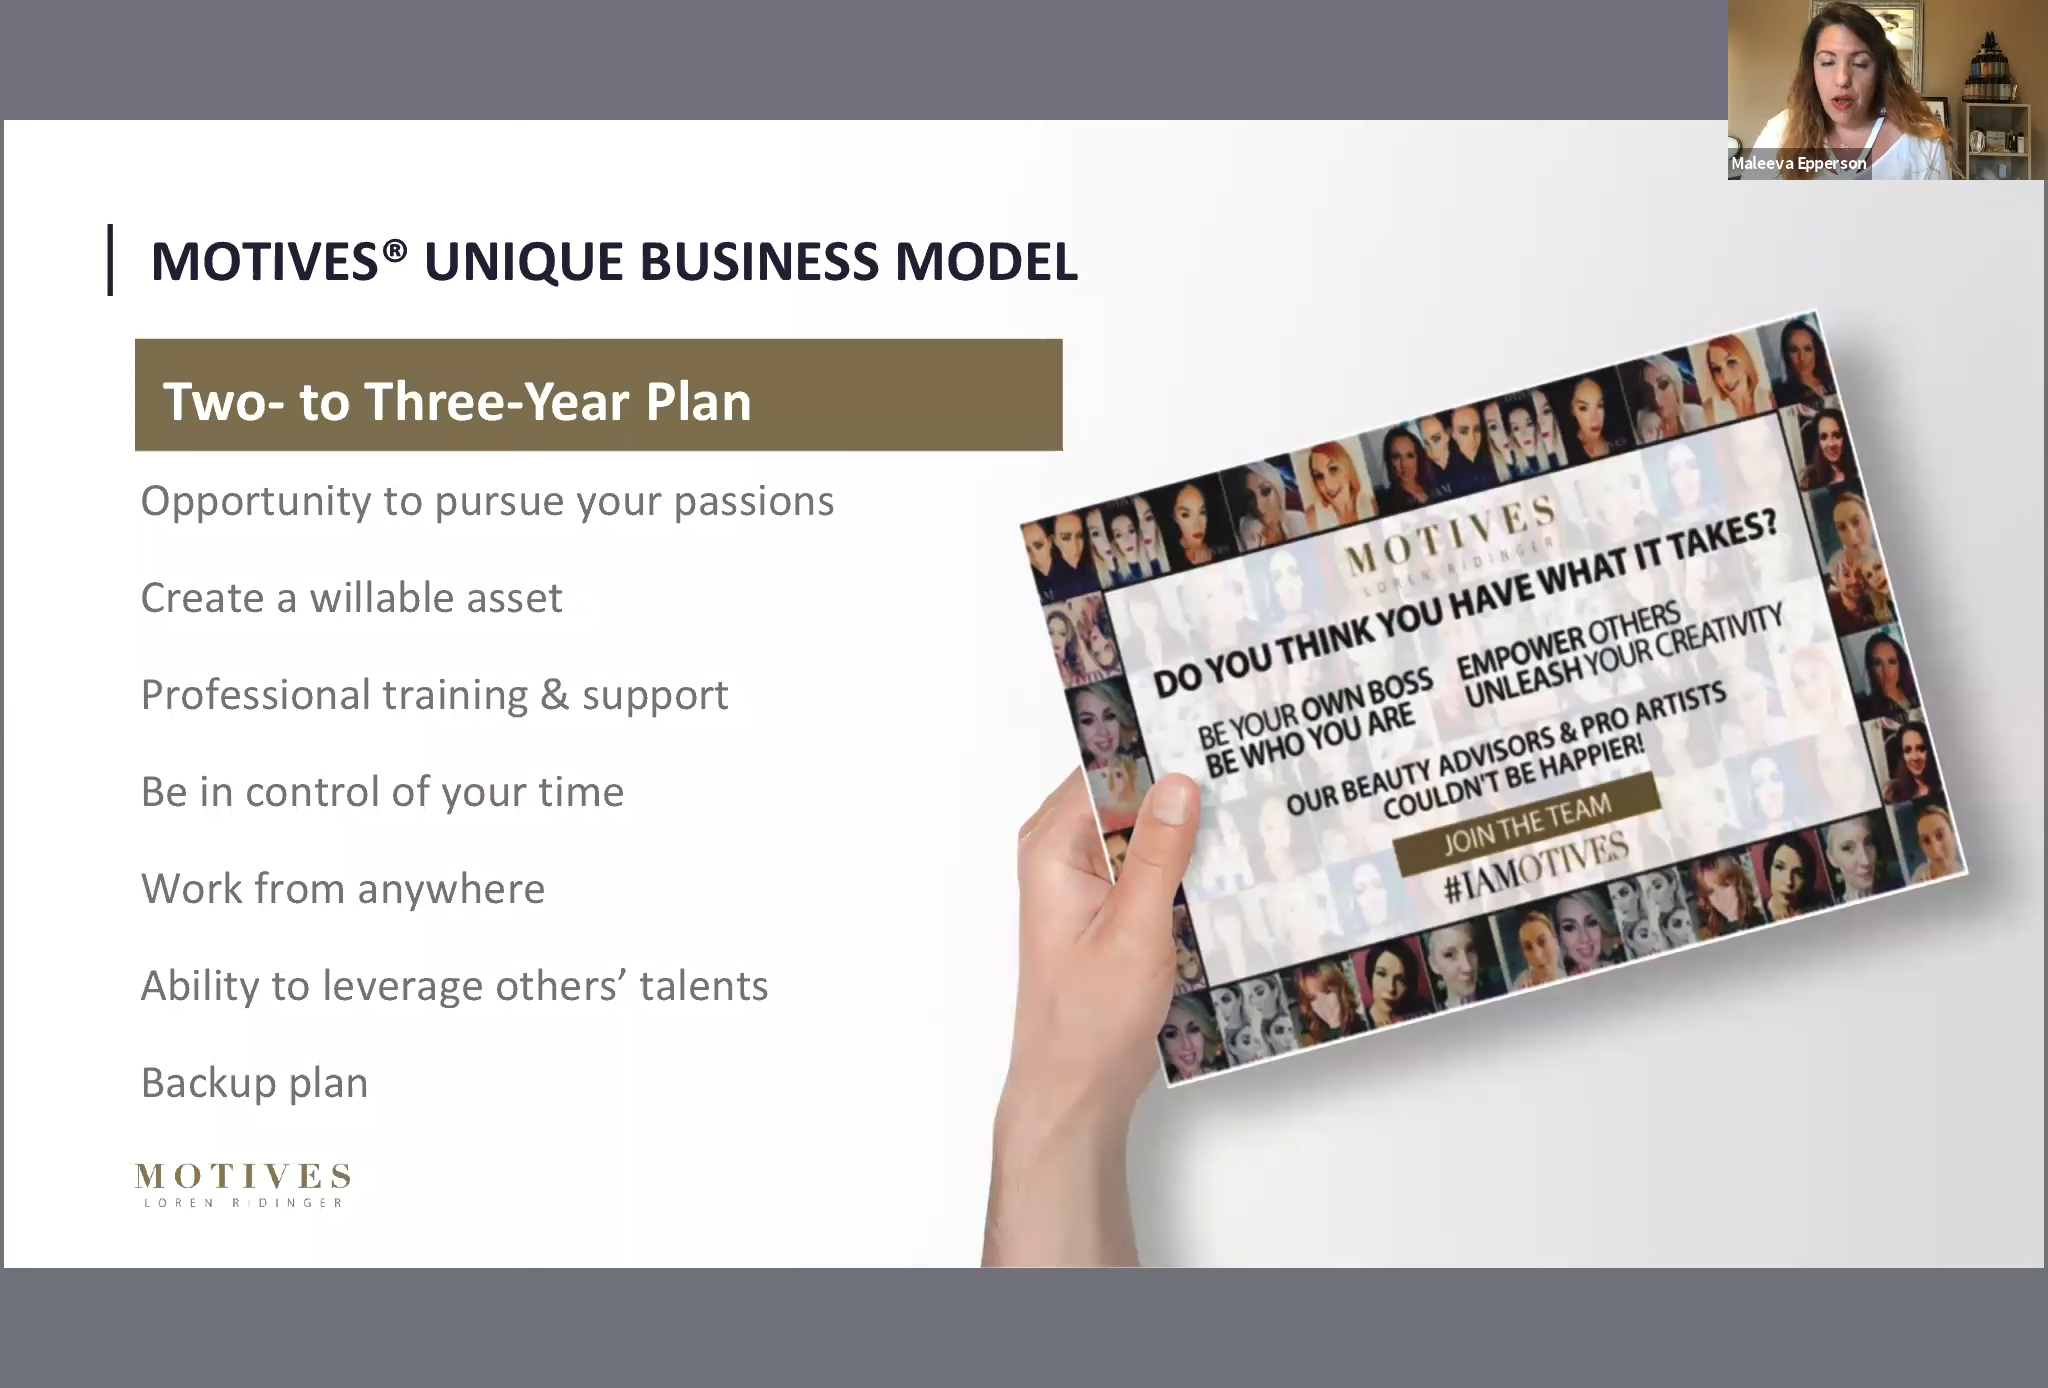 Maleeva Epperson
MOTIVES® UNIQUE BUSINESS MODEL
Two- to Three-Year Plan
Opportunity to pursue your passions
Create a willable asset
Professional training & support
Be in control of your time
Work from anywhere
Ability to leverage others’ talents
Backup plan
MOTIVES
LOREN RIDINGER
MOTIVES
LOREN RIDINGER
DO YOU THINK YOU HAVE WHAT IT TAKES?
BE YOUR OWN BOSS
BE WHO YOU ARE
EMPOWER OTHERS
UNLEASH YOUR CREATIVITY
OUR BEAUTY ADVISORS & PRO ARTISTS
COULDN'T BE HAPPIER!
JOIN THE TEAM
#IAMOTIVES